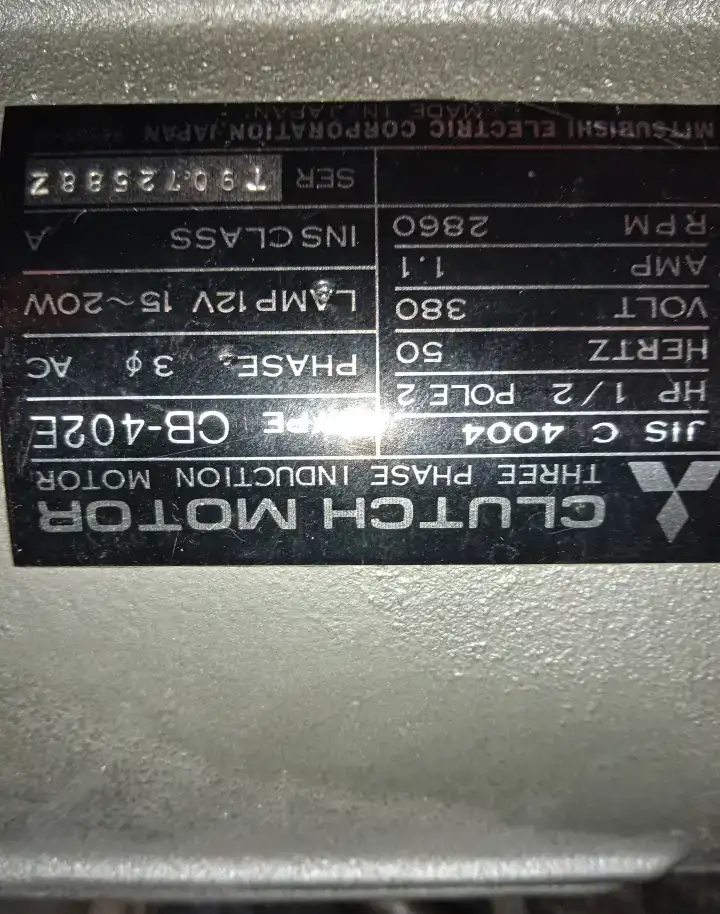 CLUTCH MOTOR
THREE PHASE INDUCTION MOTOR
JIS C 4004 TYPE CB-402E
HP 1/2 POLE 2
HERTZ 50 PHASE 3φ AC
VOLT 380 LAMP 12V 15~20W
AMP 1.1
RPM 2860 INS CLASS A
SER T9072588Z
MITSUBISHI ELECTRIC CORPORATION JAPAN
MADE IN JAPAN